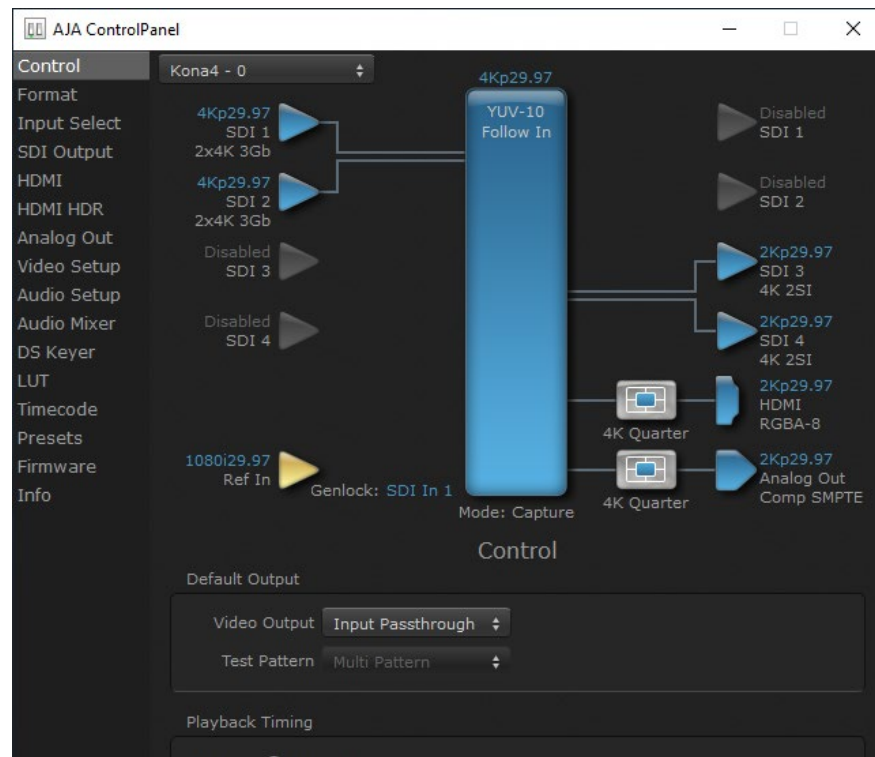 AJA ControlPanel
Control
Format
Input Select
SDI Output
HDMI
HDMI HDR
Analog Out
Video Setup
Audio Setup
Audio Mixer
DS Keyer
LUT
Timecode
Presets
Firmware
Info
Kona4 - 0
4Kp29.97
SDI 1
2x4K 3Gb
4Kp29.97
SDI 2
2x4K 3Gb
Disabled
SDI 3
Disabled
SDI 4
1080i29.97
Ref In
Genlock: SDI In 1
4Kp29.97
YUV-10
Follow In
Mode: Capture
Disabled
SDI 1
Disabled
SDI 2
2Kp29.97
SDI 3
4K 2SI
2Kp29.97
SDI 4
4K 2SI
4K Quarter
2Kp29.97
HDMI
RGBA-8
4K Quarter
2Kp29.97
Analog Out
Comp SMPTE
Control
Default Output
Video Output Input Passthrough
Test Pattern Multi Pattern
Playback Timing